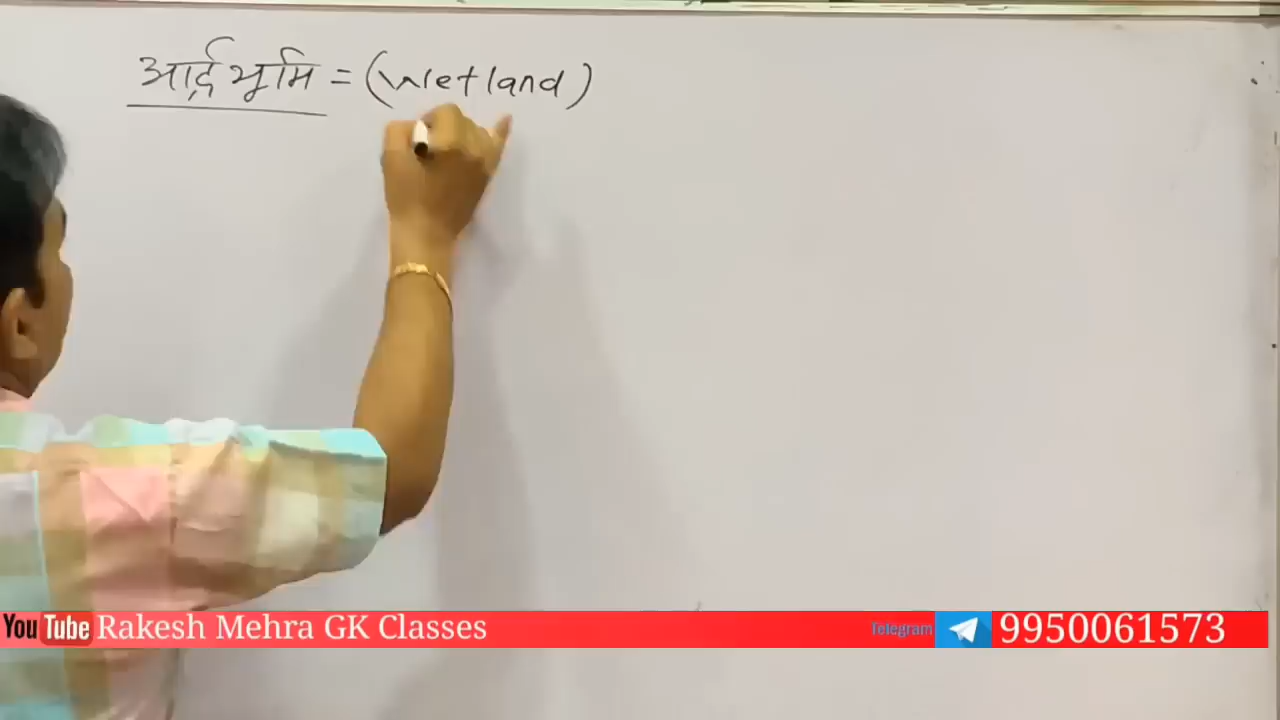 आर्द्रभूमि = (Wetland)
YouTube Rakesh Mehra GK Classes Telegram 9950061573